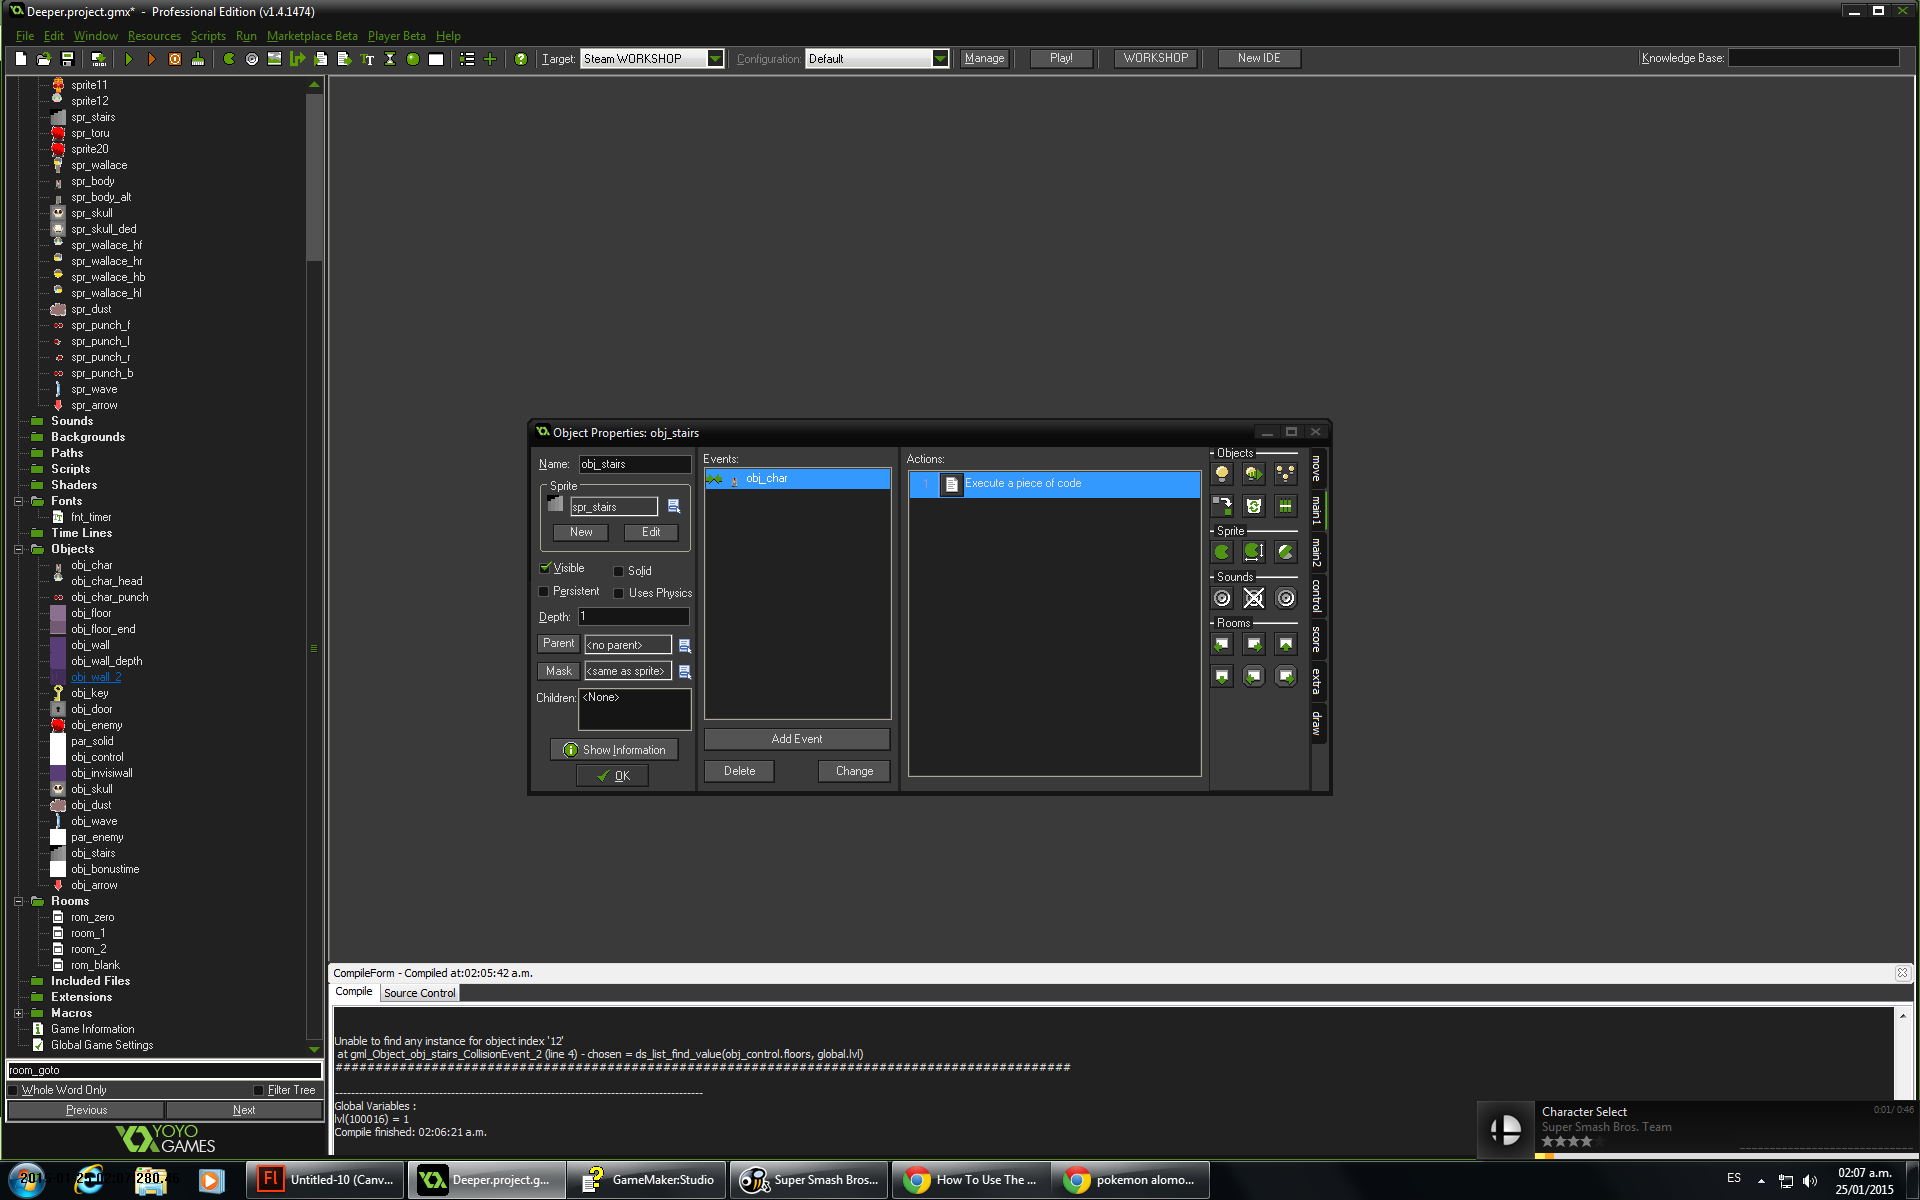 Deeper.project.gmx* - Professional Edition (v1.4.1474)
File Edit Window Resources Scripts Run Marketplace Beta Player Beta Help
Target: Steam WORKSHOP Configuration: Default Manage Play! WORKSHOP New IDE Knowledge Base:
sprite11
sprite12
spr_stairs
spr_toru
sprite20
spr_wallace
spr_body
spr_body_alt
spr_skull
spr_skull_ded
spr_wallace_hf
spr_wallace_hr
spr_wallace_hb
spr_wallace_hl
spr_dust
spr_punch_f
spr_punch_l
spr_punch_r
spr_punch_b
spr_wave
spr_arrow
Sounds
Backgrounds
Paths
Scripts
Shaders
Fonts
fnt_timer
Time Lines
Objects
obj_char
obj_char_head
obj_char_punch
obj_floor
obj_floor_end
obj_wall
obj_wall_depth
obj_wall_2
obj_key
obj_door
obj_enemy
par_solid
obj_control
obj_invisiwall
obj_skull
obj_dust
obj_wave
par_enemy
obj_stairs
obj_bonustime
obj_arrow
Rooms
rom_zero
room_1
room_2
rom_blank
Included Files
Extensions
Macros
Game Information
Global Game Settings
room_goto
Whole Word Only Filter Tree
Previous Next
YOYO
GAMES
Object Properties: obj_stairs
Name: obj_stairs
Sprite
spr_stairs
New Edit
Visible Solid
Persistent Uses Physics
Depth: 1
Parent <no parent>
Mask <same as sprite>
Children: <None>
Show Information
OK
Events:
obj_char
Add Event
Delete Change
Actions:
1 Execute a piece of code
Objects
Sprite
Sounds
Rooms
move
main1
main2
control
score
extra
draw
CompileForm - Compiled at:02:05:42 a.m.
Compile Source Control
Unable to find any instance for object index '12'
at gml_Object_obj_stairs_CollisionEvent_2 (line 4) - chosen = ds_list_find_value(obj_control.floors, global.lvl)
Global Variables :
lvl(100016) = 1
Compile finished: 02:06:21 a.m.
Character Select 0:01/ 0:46
Super Smash Bros. Team
Untitled-10 (Canv...
Deeper.project.g...
GameMaker:Studio
Super Smash Bros...
How To Use The ...
pokemon alomo...
ES
02:07 a.m.
25/01/2015